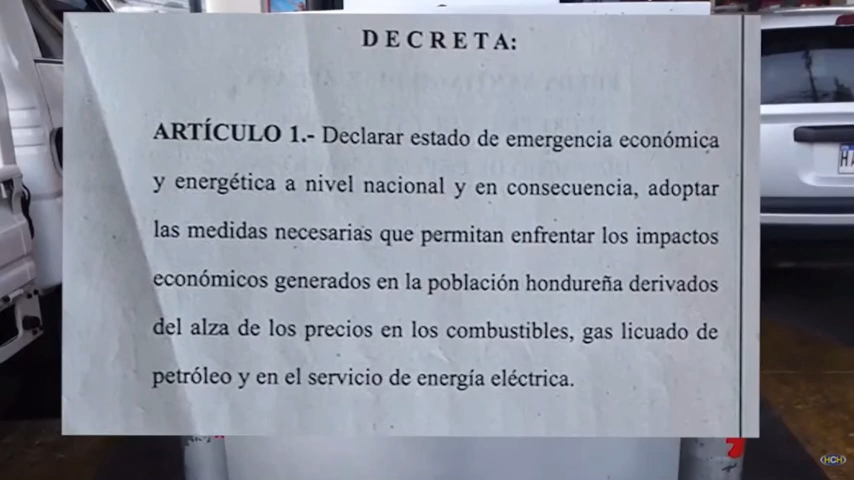 DECRETA:
ARTÍCULO 1.- Declarar estado de emergencia económica
y energética a nivel nacional y en consecuencia, adoptar
las medidas necesarias que permitan enfrentar los impactos
económicos generados en la población hondureña derivados
del alza de los precios en los combustibles, gas licuado de
petróleo y en el servicio de energía eléctrica.
HCH